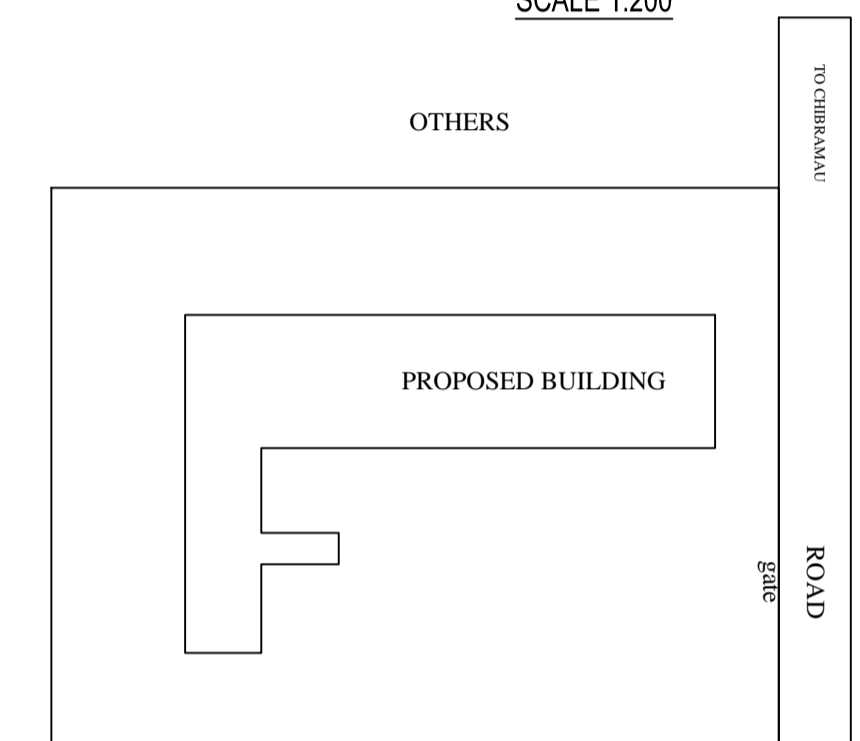 SCALE 1:200
TO CHIBRAMAU
OTHERS
PROPOSED BUILDING
gate
ROAD